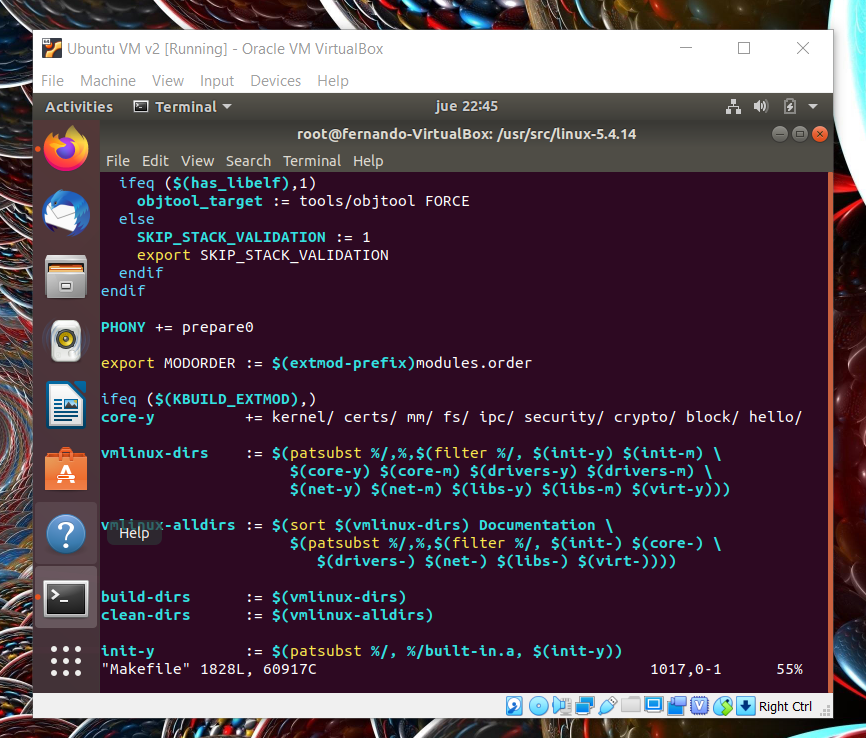 Ubuntu VM v2 [Running] - Oracle VM VirtualBox
File Machine View Input Devices Help
Activities Terminal jue 22:45
root@fernando-VirtualBox: /usr/src/linux-5.4.14
File Edit View Search Terminal Help
ifeq ($(has_libelf),1)
objtool_target := tools/objtool FORCE
else
SKIP_STACK_VALIDATION := 1
export SKIP_STACK_VALIDATION
endif
endif
PHONY += prepare0
export MODORDER := $(extmod-prefix)modules.order
ifeq ($(KBUILD_EXTMOD),)
core-y += kernel/ certs/ mm/ fs/ ipc/ security/ crypto/ block/ hello/
vmlinux-dirs := $(patsubst %/,%,$(filter %/, $(init-y) $(init-m) \
$(core-y) $(core-m) $(drivers-y) $(drivers-m) \
$(net-y) $(net-m) $(libs-y) $(libs-m) $(virt-y)))
vmlinux-alldirs := $(sort $(vmlinux-dirs) Documentation \
Help
$(patsubst %/,%,$(filter %/, $(init-) $(core-) \
$(drivers-) $(net-) $(libs-) $(virt-))))
build-dirs := $(vmlinux-dirs)
clean-dirs := $(vmlinux-alldirs)
init-y := $(patsubst %/, %/built-in.a, $(init-y))
"Makefile" 1828L, 60917C 1017,0-1 55%
Right Ctrl